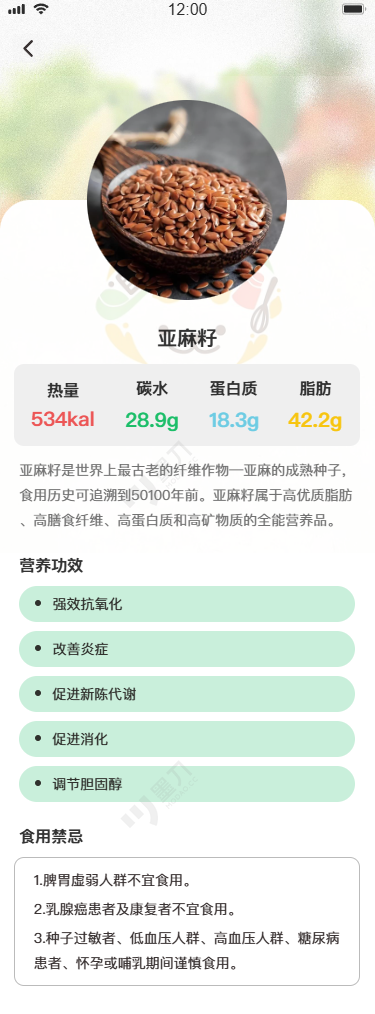 12:00
亚麻籽
热量 碳水 蛋白质 脂肪
534kal 28.9g 18.3g 42.2g
亚麻籽是世界上最古老的纤维作物—亚麻的成熟种子，
食用历史可追溯到50100年前。亚麻籽属于高优质脂肪
、高膳食纤维、高蛋白质和高矿物质的全能营养品。
营养功效
• 强效抗氧化
• 改善炎症
• 促进新陈代谢
• 促进消化
• 调节胆固醇
食用禁忌
1.脾胃虚弱人群不宜食用。
2.乳腺癌患者及康复者不宜食用。
3.种子过敏者、低血压人群、高血压人群、糖尿病
患者、怀孕或哺乳期间谨慎食用。
墨刀
墨刀